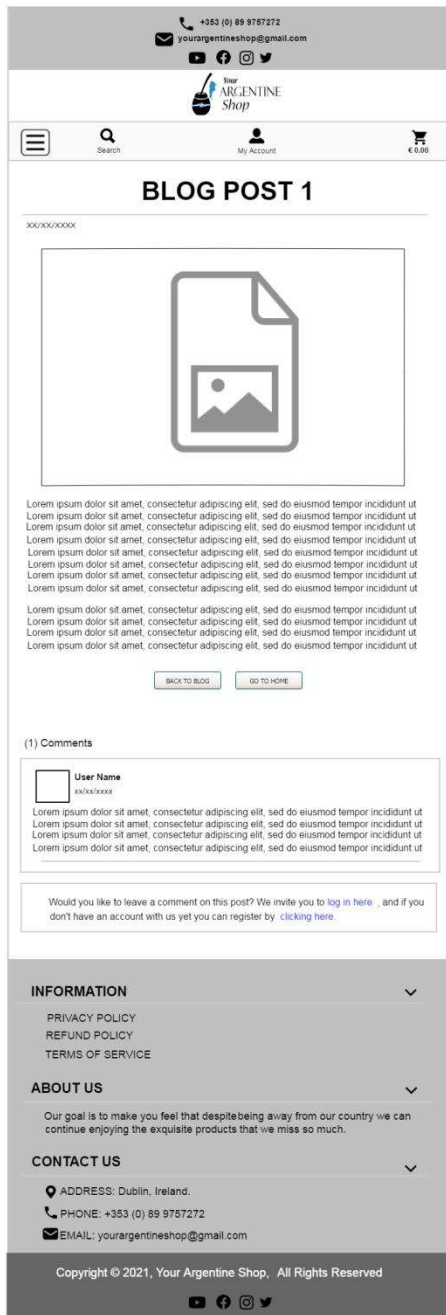 +353 (0) 89 9757272
yourargentineshop@gmail.com
Your
ARGENTINE
Shop
Search
My Account
€ 0.00
BLOG POST 1
XX/XX/XXXX
Lorem ipsum dolor sit amet, consectetur adipiscing elit, sed do eiusmod tempor incididunt ut
Lorem ipsum dolor sit amet, consectetur adipiscing elit, sed do eiusmod tempor incididunt ut
Lorem ipsum dolor sit amet, consectetur adipiscing elit, sed do eiusmod tempor incididunt ut
Lorem ipsum dolor sit amet, consectetur adipiscing elit, sed do eiusmod tempor incididunt ut
Lorem ipsum dolor sit amet, consectetur adipiscing elit, sed do eiusmod tempor incididunt ut
Lorem ipsum dolor sit amet, consectetur adipiscing elit, sed do eiusmod tempor incididunt ut
Lorem ipsum dolor sit amet, consectetur adipiscing elit, sed do eiusmod tempor incididunt ut
Lorem ipsum dolor sit amet, consectetur adipiscing elit, sed do eiusmod tempor incididunt ut
Lorem ipsum dolor sit amet, consectetur adipiscing elit, sed do eiusmod tempor incididunt ut
Lorem ipsum dolor sit amet, consectetur adipiscing elit, sed do eiusmod tempor incididunt ut
Lorem ipsum dolor sit amet, consectetur adipiscing elit, sed do eiusmod tempor incididunt ut
Lorem ipsum dolor sit amet, consectetur adipiscing elit, sed do eiusmod tempor incididunt ut
BACK TO BLOG GO TO HOME
(1) Comments
User Name
xx/xx/xxxx
Lorem ipsum dolor sit amet, consectetur adipiscing elit, sed do eiusmod tempor incididunt ut
Lorem ipsum dolor sit amet, consectetur adipiscing elit, sed do eiusmod tempor incididunt ut
Lorem ipsum dolor sit amet, consectetur adipiscing elit, sed do eiusmod tempor incididunt ut
Lorem ipsum dolor sit amet, consectetur adipiscing elit, sed do eiusmod tempor incididunt ut
Would you like to leave a comment on this post? We invite you to log in here , and if you
don't have an account with us yet you can register by clicking here.
INFORMATION
PRIVACY POLICY
REFUND POLICY
TERMS OF SERVICE
ABOUT US
Our goal is to make you feel that despitebeing away from our country we can
continue enjoying the exquisite products that we miss so much.
CONTACT US
ADDRESS: Dublin, Ireland.
PHONE: +353 (0) 89 9757272
EMAIL: yourargentineshop@gmail.com
Copyright © 2021, Your Argentine Shop, All Rights Reserved